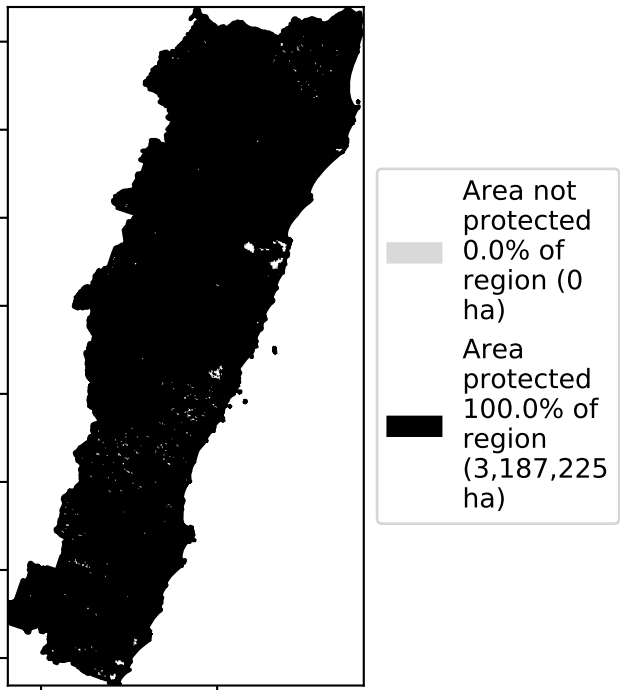 Area not
protected
0.0% of
region (0
ha)
Area
protected
100.0% of
region
(3,187,225
ha)